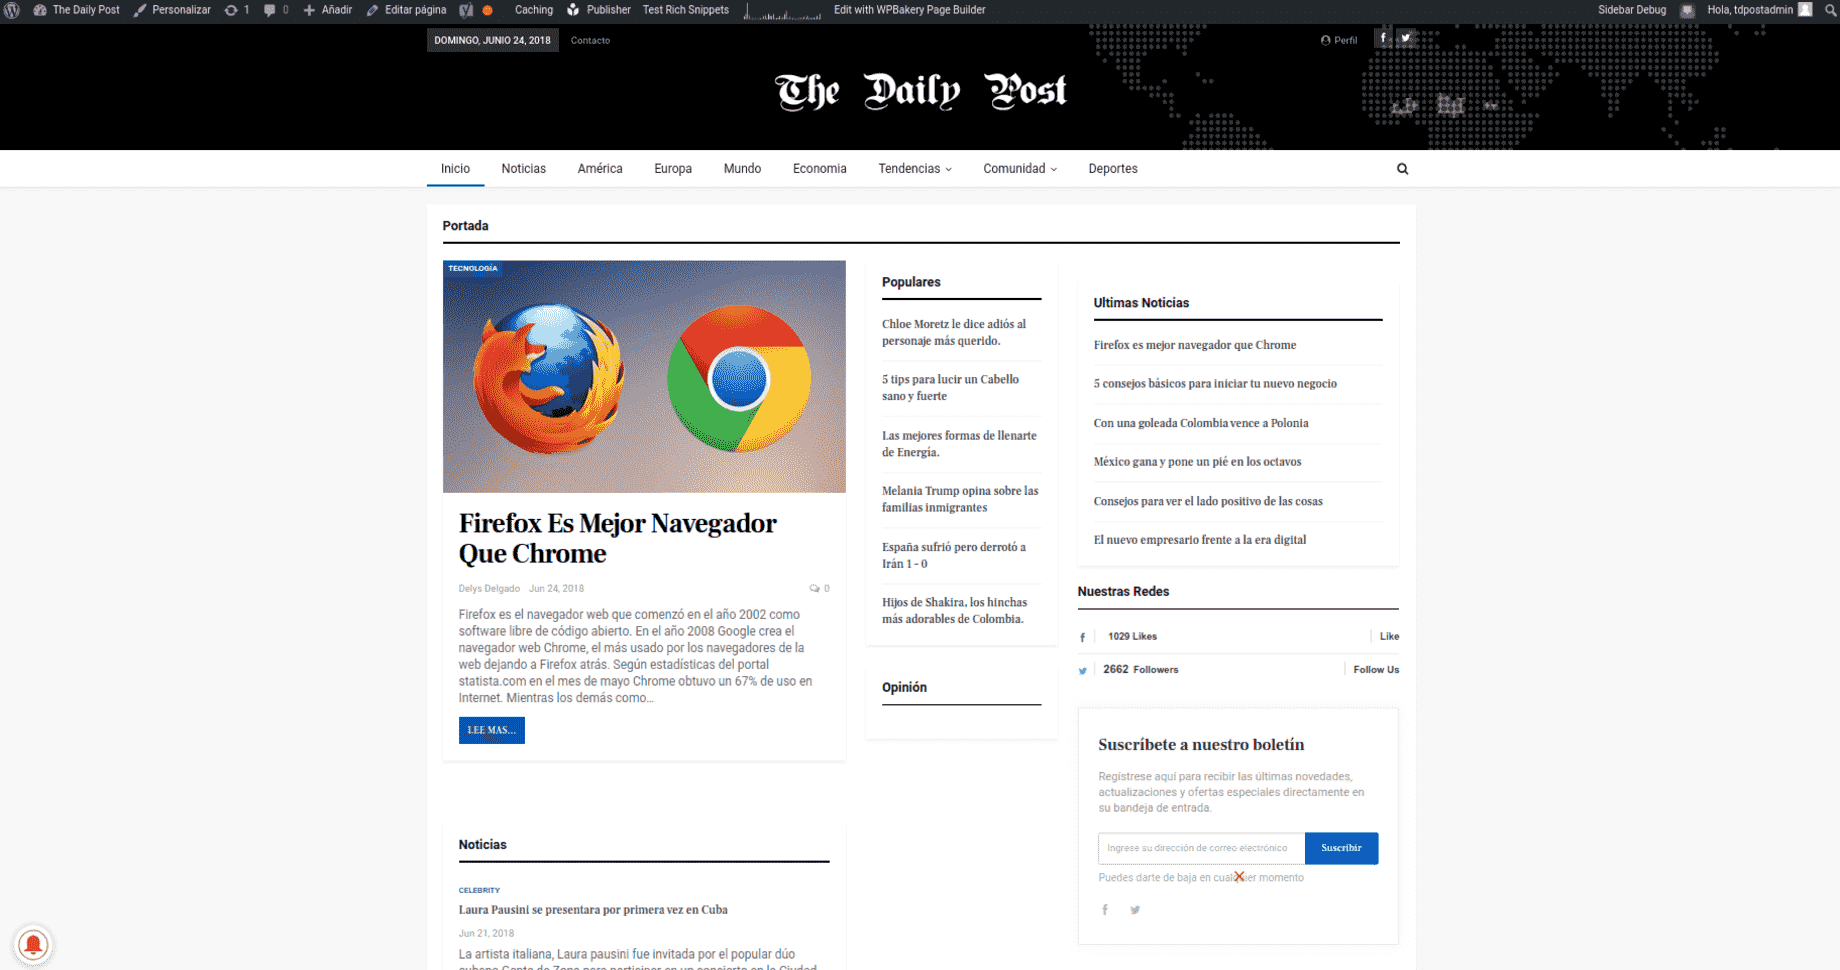 The Daily Post Personalizar 1 0 Añadir Editar página Caching Publisher Test Rich Snippets Edit with WPBakery Page Builder Sidebar Debug Hola, tdpostadmin
DOMINGO, JUNIO 24, 2018 Contacto Perfil
The Daily Post
Inicio Noticias América Europa Mundo Economia Tendencias Comunidad Deportes
Portada
TECNOLOGÍA
Firefox Es Mejor Navegador
Que Chrome
Delys Delgado Jun 24, 2018 0
Firefox es el navegador web que comenzó en el año 2002 como
software libre de código abierto. En el año 2008 Google crea el
navegador web Chrome, el más usado por los navegadores de la
web dejando a Firefox atrás. Según estadísticas del portal
statista.com en el mes de mayo Chrome obtuvo un 67% de uso en
Internet. Mientras los demás como…
LEE MAS...
Populares
Chloe Moretz le dice adiós al
personaje más querido.
5 tips para lucir un Cabello
sano y fuerte
Las mejores formas de llenarte
de Energía.
Melania Trump opina sobre las
familias inmigrantes
España sufrió pero derrotó a
Irán 1 - 0
Hijos de Shakira, los hinchas
más adorables de Colombia.
Opinión
Ultimas Noticias
Firefox es mejor navegador que Chrome
5 consejos básicos para iniciar tu nuevo negocio
Con una goleada Colombia vence a Polonia
México gana y pone un pié en los octavos
Consejos para ver el lado positivo de las cosas
El nuevo empresario frente a la era digital
Nuestras Redes
1029 Likes Like
2662 Followers Follow Us
Suscríbete a nuestro boletín
Regístrese aquí para recibir las últimas novedades,
actualizaciones y ofertas especiales directamente en
su bandeja de entrada.
Ingrese su dirección de correo electrónico Suscribir
Puedes darte de baja en cualquier momento
Noticias
CELEBRITY
Laura Pausini se presentara por primera vez en Cuba
Jun 21, 2018
La artista italiana, Laura pausini fue invitada por el popular dúo
cubano Gente de Zona para participar en un concierto en la Ciudad